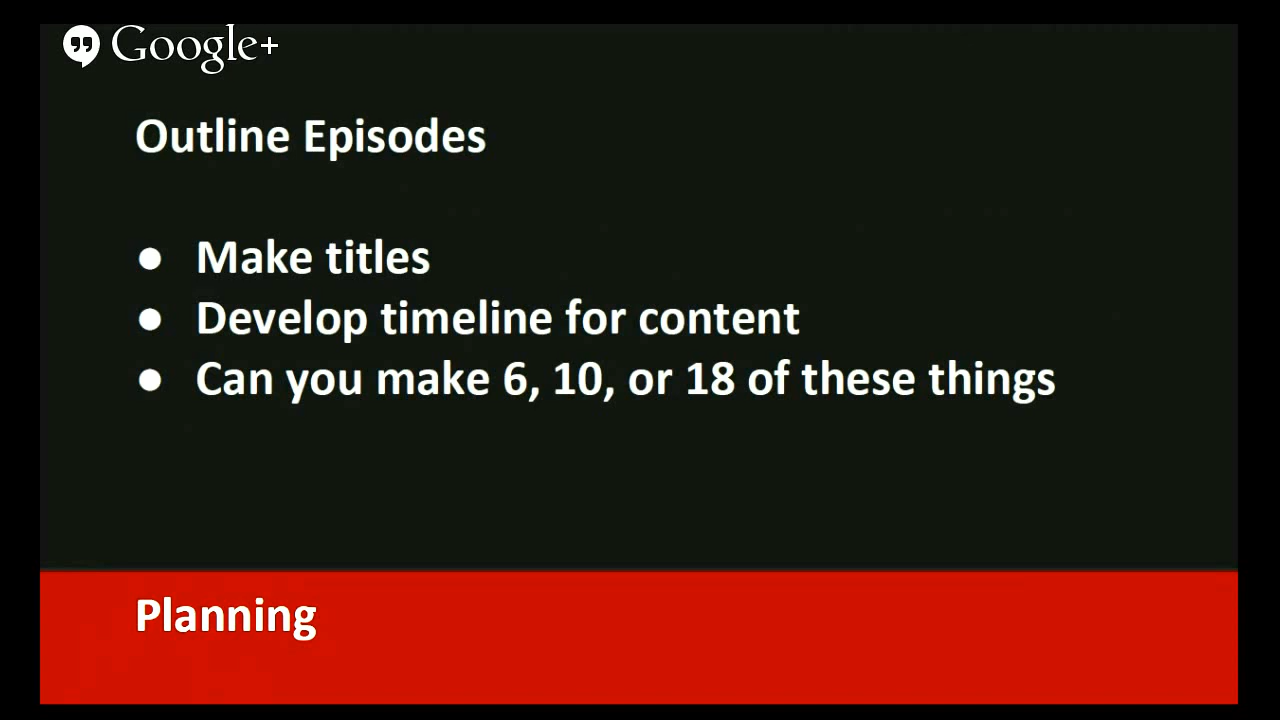 Google+
Outline Episodes
● Make titles
● Develop timeline for content
● Can you make 6, 10, or 18 of these things
Planning